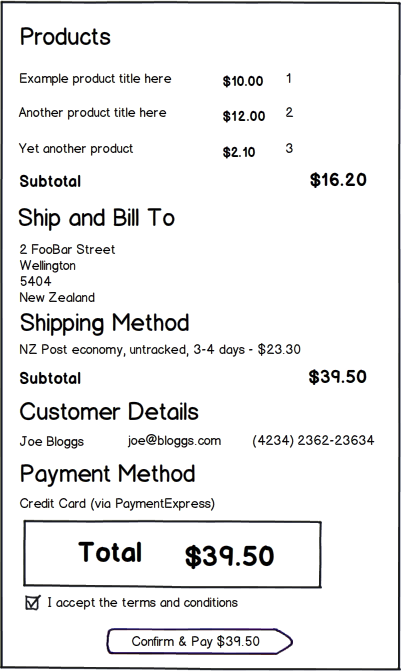 Products
Example product title here $10.00 1
Another product title here $12.00 2
Yet another product $2.10 3
Subtotal $16.20
Ship and Bill To
2 FooBar Street
Wellington
5404
New Zealand
Shipping Method
NZ Post economy, untracked, 3-4 days - $23.30
Subtotal $39.50
Customer Details
Joe Bloggs joe@bloggs.com (4234) 2362-23634
Payment Method
Credit Card (via PaymentExpress)
Total $39.50
I accept the terms and conditions
Confirm & Pay $39.50